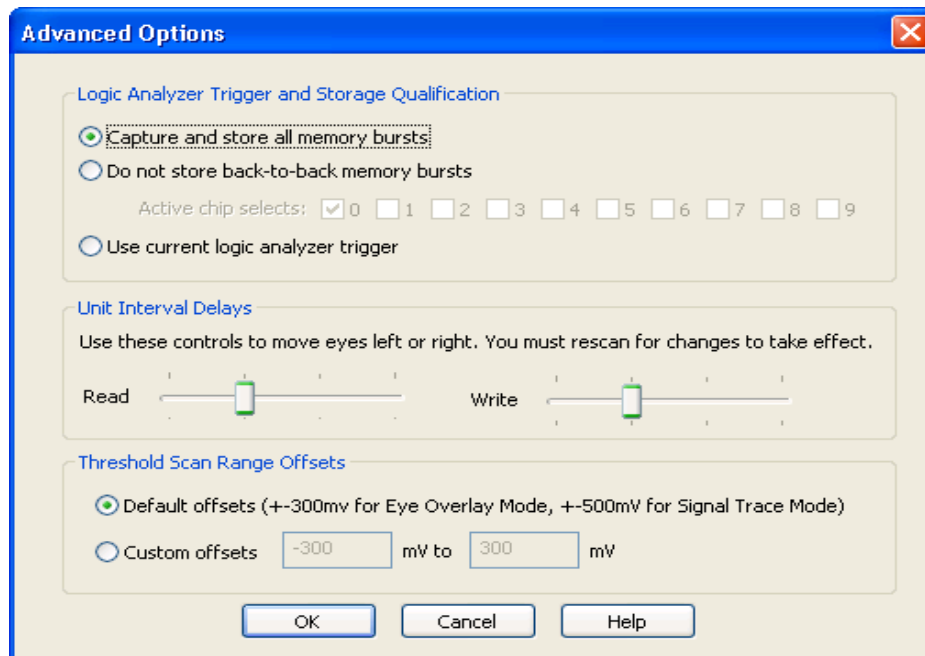 Advanced Options
Logic Analyzer Trigger and Storage Qualification
Capture and store all memory bursts
Do not store back-to-back memory bursts
Active chip selects: 0 1 2 3 4 5 6 7 8 9
Use current logic analyzer trigger
Unit Interval Delays
Use these controls to move eyes left or right. You must rescan for changes to take effect.
Read Write
Threshold Scan Range Offsets
Default offsets (+-300mv for Eye Overlay Mode, +-500mV for Signal Trace Mode)
Custom offsets -300 mV to 300 mV
OK Cancel Help